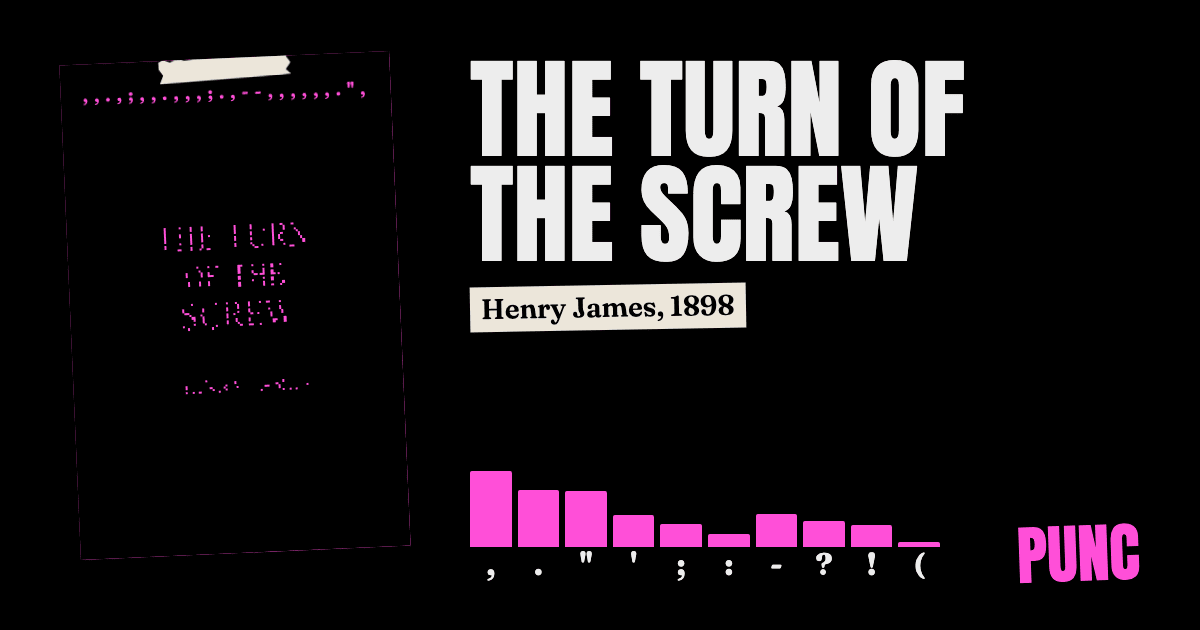 ,,.,;,,.,,,;.,--,,,,,,.",
THE TURN
OF THE
SCREW
THE TURN OF
THE SCREW
Henry James, 1898
, . " ' ; : - ? ! (
PUNC